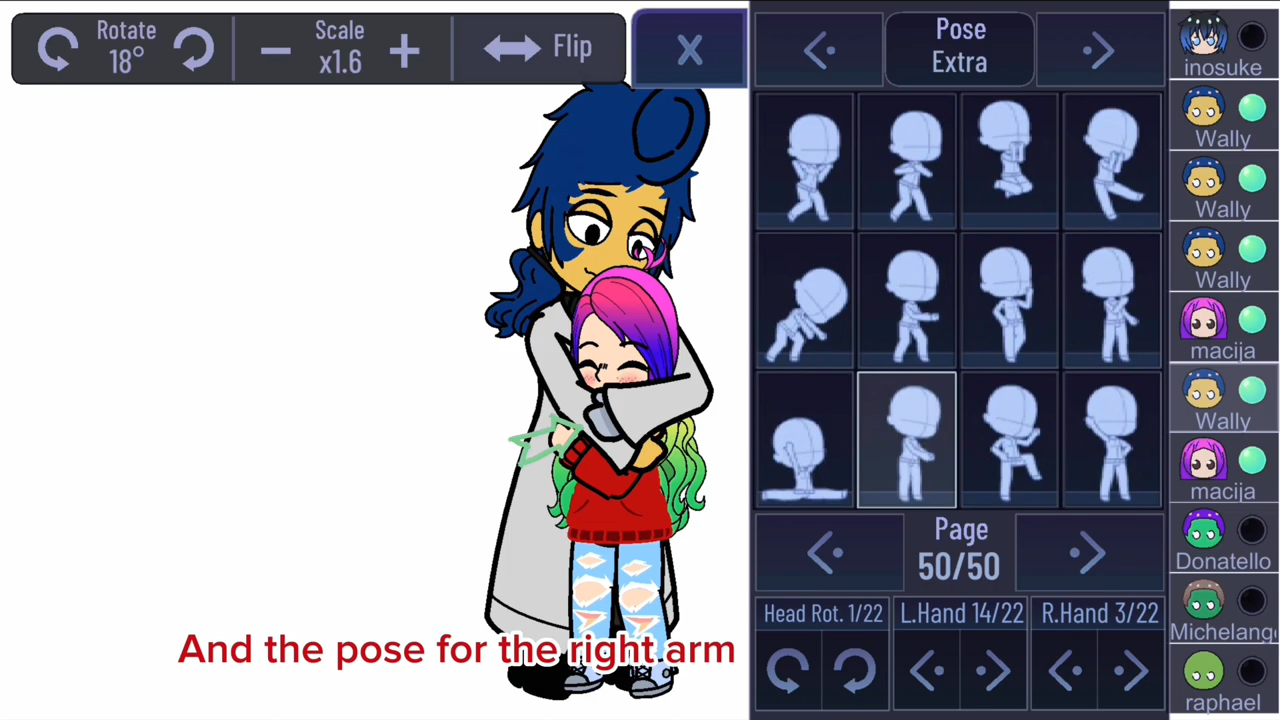 Rotate
18°
Scale
x1.6
Flip
X
Pose
Extra
Page
50/50
Head Rot. 1/22
L.Hand 14/22
R.Hand 3/22
inosuke
Wally
Wally
Wally
macija
Wally
macija
Donatello
Michelang
raphael
And the pose for the right arm